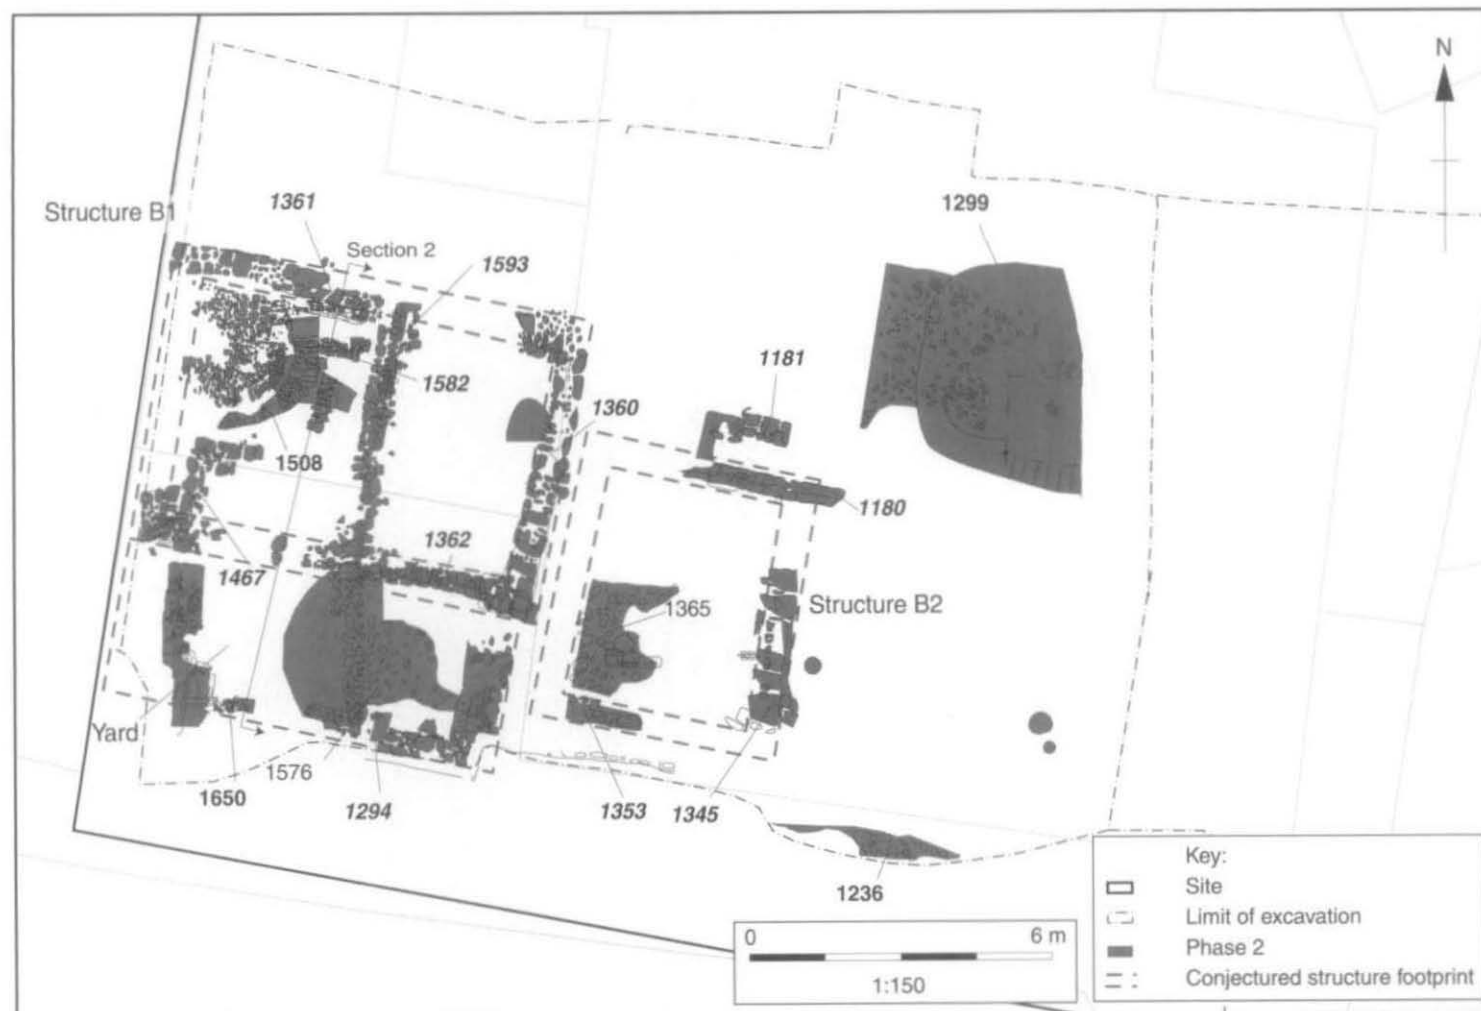 N
Structure B1
1361
Section 2
1593
1299
1582
1181
1360
1508
1180
1362
1467
1365
Structure B2
Yard
1576
1650
1294
1353
1345
1236
0 6 m
1:150
Key:
Site
Limit of excavation
Phase 2
Conjectured structure footprint